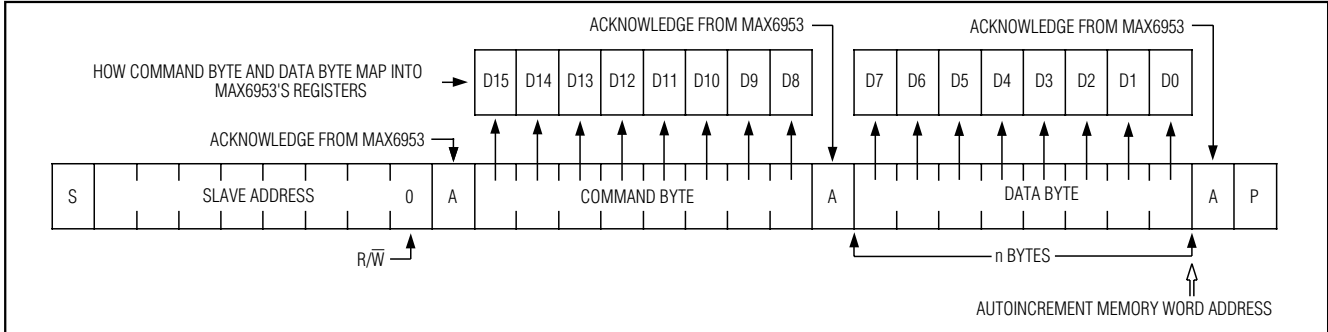 ACKNOWLEDGE FROM MAX6953
ACKNOWLEDGE FROM MAX6953
HOW COMMAND BYTE AND DATA BYTE MAP INTO
MAX6953'S REGISTERS
D15 D14 D13 D12 D11 D10 D9 D8
D7 D6 D5 D4 D3 D2 D1 D0
ACKNOWLEDGE FROM MAX6953
S SLAVE ADDRESS 0 A COMMAND BYTE A DATA BYTE A P
R/W̅
n BYTES
AUTOINCREMENT MEMORY WORD ADDRESS